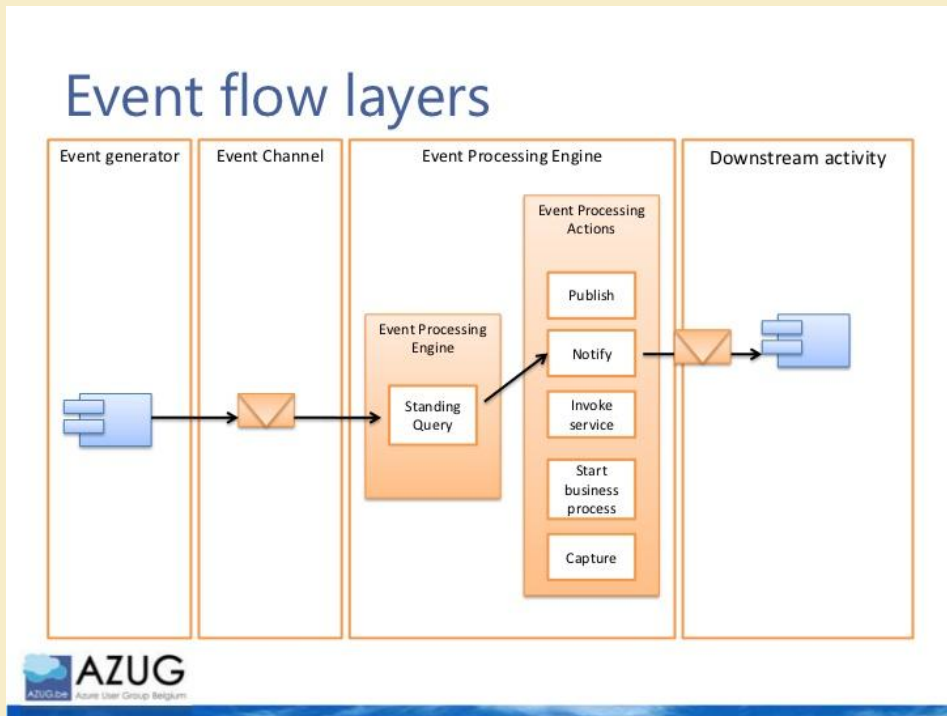 Event flow layers
Event generator
Event Channel
Event Processing Engine
Downstream activity
Event Processing
Actions
Publish
Event Processing
Engine
Notify
Standing
Query
Invoke
service
Start
business
process
Capture
AZUG
AZUG.be
Azure User Group Belgium